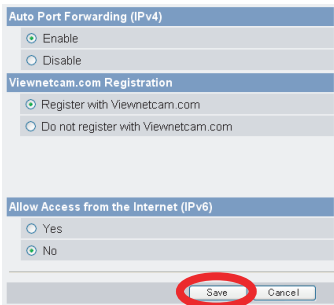 Auto Port Forwarding (IPv4)
Enable
Disable
Viewnetcam.com Registration
Register with Viewnetcam.com
Do not register with Viewnetcam.com
Allow Access from the Internet (IPv6)
Yes
No
Save Cancel